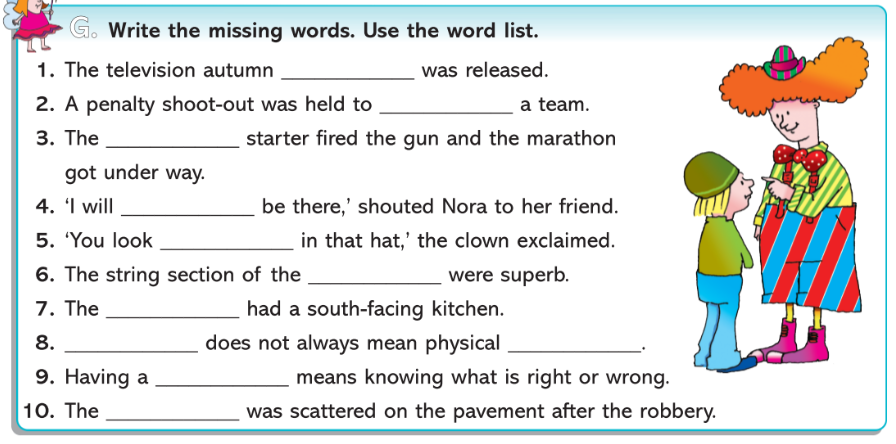 G. Write the missing words. Use the word list.
1. The television autumn ____________ was released.
2. A penalty shoot-out was held to ____________ a team.
3. The ____________ starter fired the gun and the marathon
got under way.
4. ‘I will ____________ be there,’ shouted Nora to her friend.
5. ‘You look ____________ in that hat,’ the clown exclaimed.
6. The string section of the ____________ were superb.
7. The ____________ had a south-facing kitchen.
8. ____________ does not always mean physical ____________.
9. Having a ____________ means knowing what is right or wrong.
10. The ____________ was scattered on the pavement after the robbery.